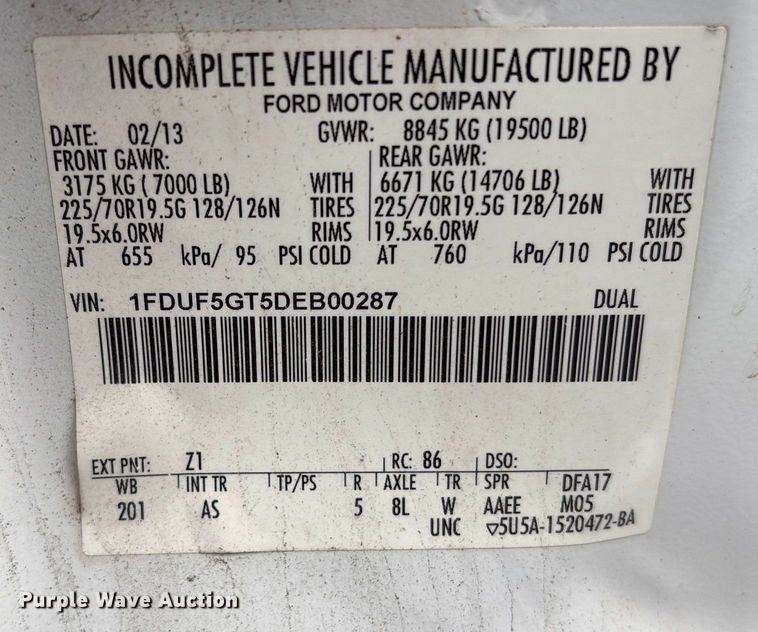 INCOMPLETE VEHICLE MANUFACTURED BY
FORD MOTOR COMPANY
DATE: 02/13 GVWR: 8845 KG (19500 LB)
FRONT GAWR: REAR GAWR:
3175 KG (7000 LB) WITH 6671 KG (14706 LB) WITH
225/70R19.5G 128/126N TIRES 225/70R19.5G 128/126N TIRES
19.5x6.0RW RIMS 19.5x6.0RW RIMS
AT 655 kPa/ 95 PSI COLD AT 760 kPa/110 PSI COLD
VIN: 1FDUF5GT5DEB00287 DUAL
EXT PNT: Z1 RC: 86 DSO:
WB INT TR TP/PS R AXLE TR SPR DFA17
201 AS 5 8L W AAEE M05
UNC ▽5U5A-1520472-BA
Purple Wave Auction